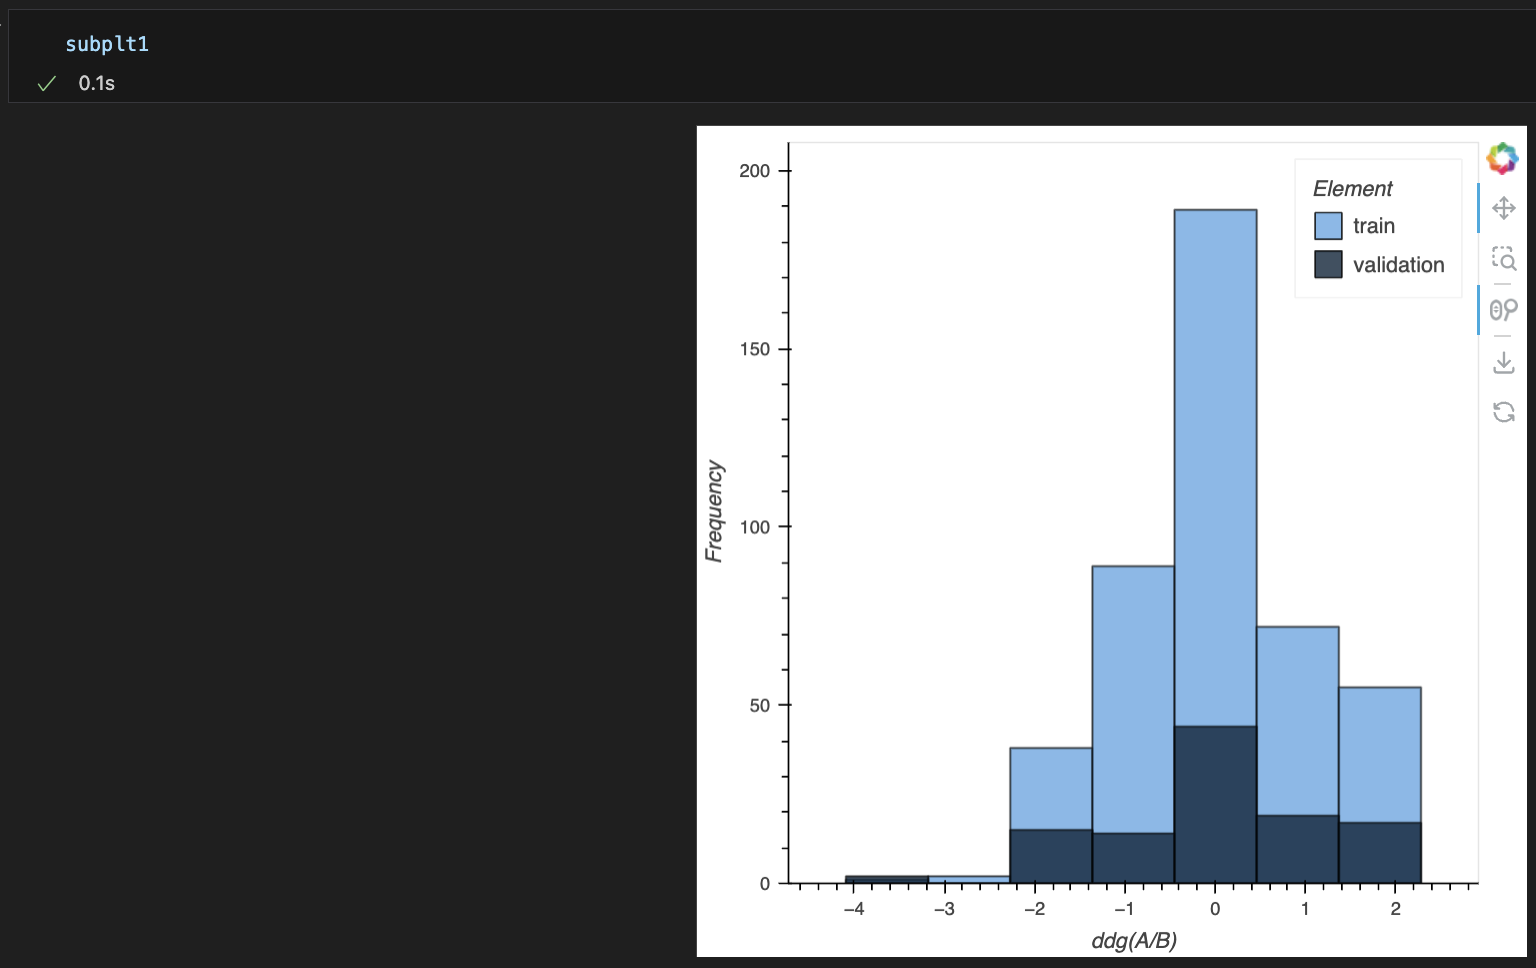 subplt1
0.1s
200
150
100
50
0
Frequency
Element
train
validation
−4 −3 −2 −1 0 1 2
ddg(A/B)